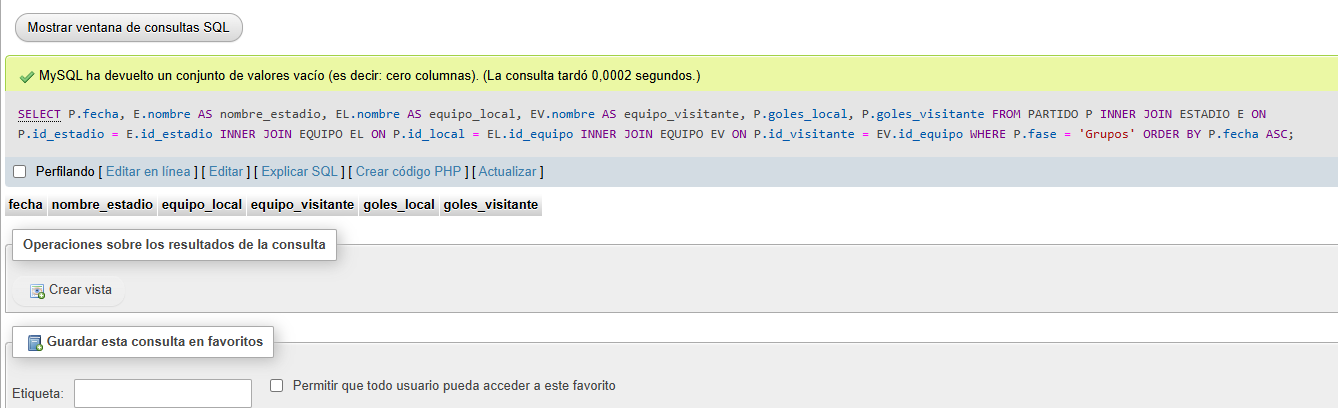 Mostrar ventana de consultas SQL
MySQL ha devuelto un conjunto de valores vacío (es decir: cero columnas). (La consulta tardó 0,0002 segundos.)
SELECT P.fecha, E.nombre AS nombre_estadio, EL.nombre AS equipo_local, EV.nombre AS equipo_visitante, P.goles_local, P.goles_visitante FROM PARTIDO P INNER JOIN ESTADIO E ON
P.id_estadio = E.id_estadio INNER JOIN EQUIPO EL ON P.id_local = EL.id_equipo INNER JOIN EQUIPO EV ON P.id_visitante = EV.id_equipo WHERE P.fase = 'Grupos' ORDER BY P.fecha ASC;
Perfilando [ Editar en línea ] [ Editar ] [ Explicar SQL ] [ Crear código PHP ] [ Actualizar ]
fecha nombre_estadio equipo_local equipo_visitante goles_local goles_visitante
Operaciones sobre los resultados de la consulta
Crear vista
Guardar esta consulta en favoritos
Etiqueta: Permitir que todo usuario pueda acceder a este favorito